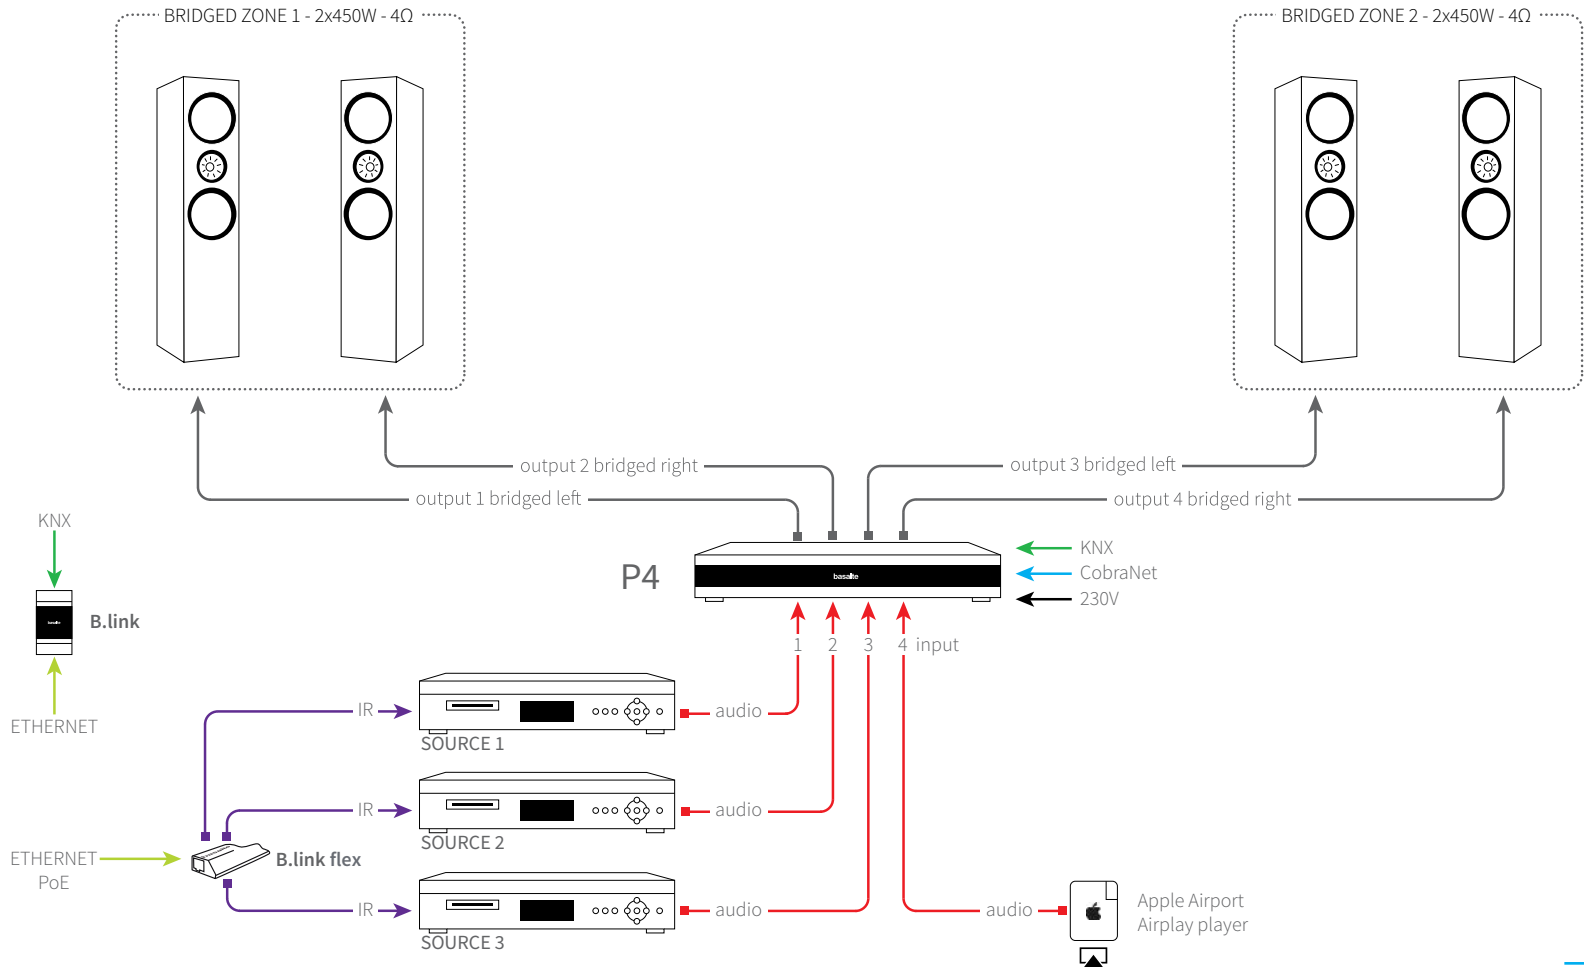 BRIDGED ZONE 1 - 2x450W - 4Ω
BRIDGED ZONE 2 - 2x450W - 4Ω
output 2 bridged right
output 3 bridged left
output 1 bridged left
output 4 bridged right
KNX
B.link
ETHERNET
P4
basalte
KNX
CobraNet
230V
1 2 3 4 input
IR
audio
SOURCE 1
IR
audio
SOURCE 2
ETHERNET
PoE
B.link flex
IR
audio
SOURCE 3
audio
Apple Airport
Airplay player